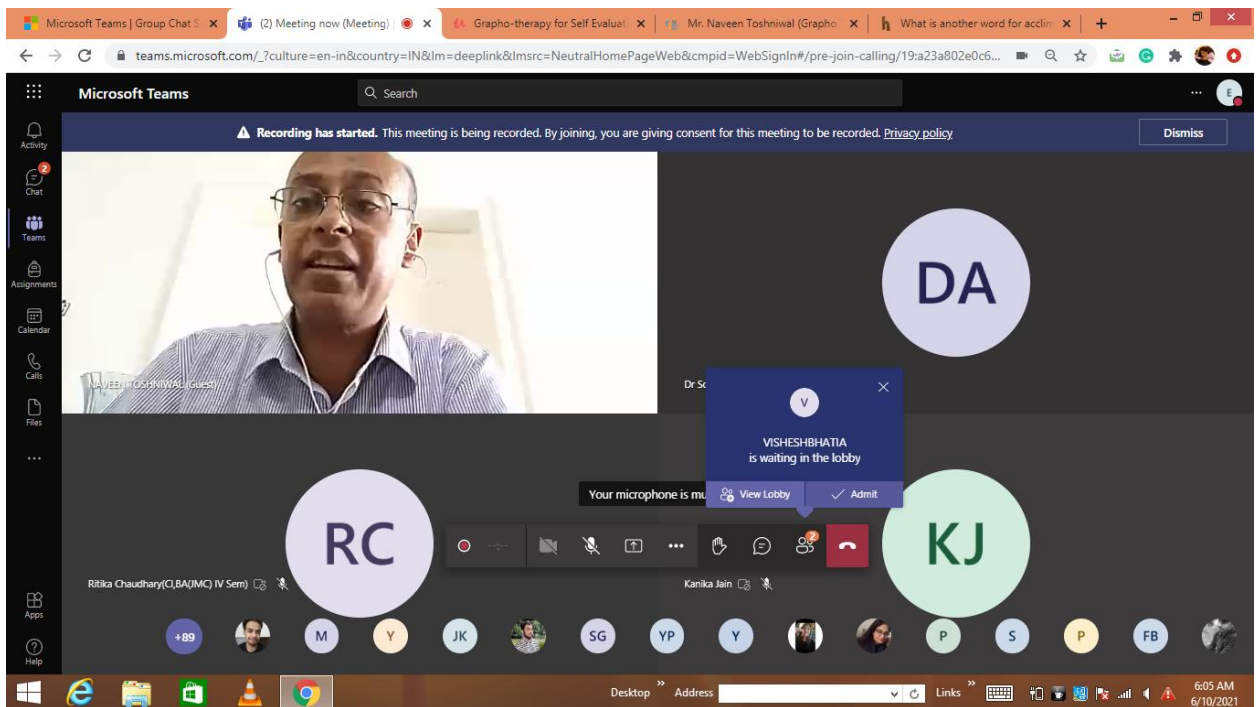 Microsoft Teams | Group Chat S
(2) Meeting now (Meeting)
Grapho-therapy for Self Evaluati
Mr. Naveen Toshniwal (Grapho
What is another word for acclim
teams.microsoft.com/_?culture=en-in&country=IN&lm=deeplink&lmsrc=NeutralHomePageWeb&cmpid=WebSignIn#/pre-join-calling/19:a23a802e0c6...
Microsoft Teams
Search
E
Recording has started. This meeting is being recorded. By joining, you are giving consent for this meeting to be recorded. Privacy policy
Dismiss
Activity
2
Chat
Teams
Assignments
Calendar
Calls
Files
Apps
Help
NAVEEN TOSHNIWAL (Guest)
DA
Dr Sc
V
VISHESHBHATIA
is waiting in the lobby
View Lobby
Admit
Your microphone is mu
RC
--:--
2
KJ
Ritika Chaudhary(CI,BA(JMC) IV Sem)
Kanika Jain
+89
M
Y
JK
SG
YP
Y
P
S
P
FB
Desktop
Address
Links
6:05 AM
6/10/2021